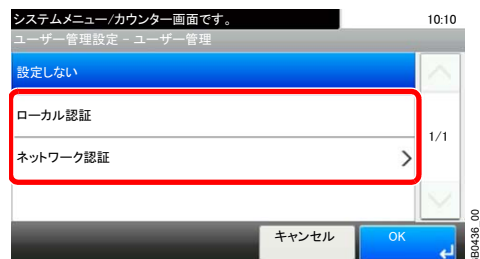 システムメニュー/カウンター画面です。
10:10
ユーザー管理設定 - ユーザー管理
設定しない
ローカル認証
1/1
ネットワーク認証
キャンセル
OK
B0436_00